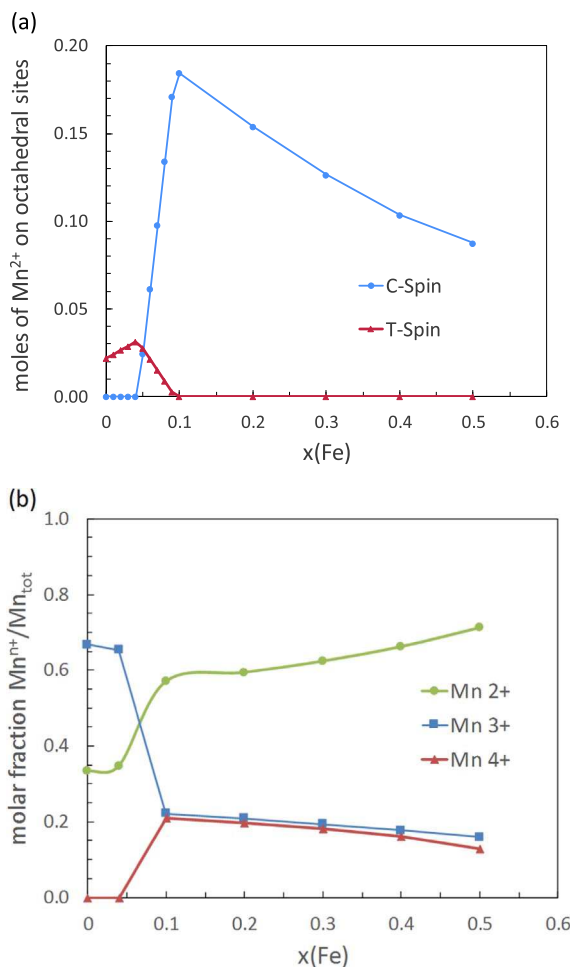 (a)
0.20
0.15
0.10
0.05
0.00
moles of Mn²⁺ on octahedral sites
C-Spin
T-Spin
0 0.1 0.2 0.3 0.4 0.5 0.6
x(Fe)
(b)
1.0
0.8
0.6
0.4
0.2
0.0
molar fraction Mnⁿ⁺/Mn_tot
Mn 2+
Mn 3+
Mn 4+
0 0.1 0.2 0.3 0.4 0.5 0.6
x(Fe)